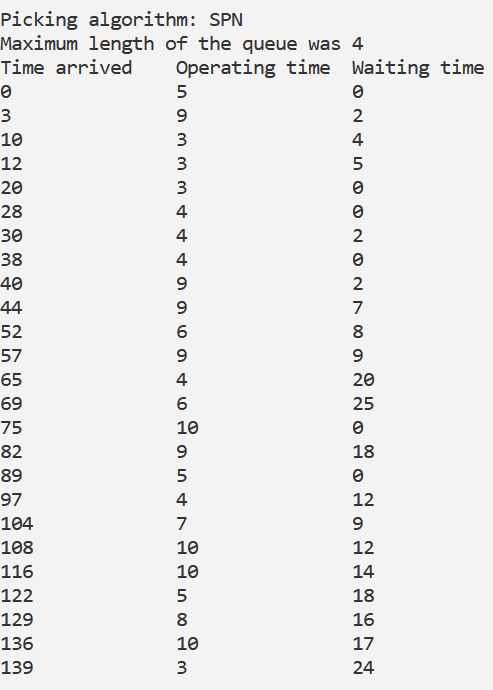 Picking algorithm: SPN
Maximum length of the queue was 4
Time arrived    Operating time  Waiting time
0               5               0
3               9               2
10              3               4
12              3               5
20              3               0
28              4               0
30              4               2
38              4               0
40              9               2
44              9               7
52              6               8
57              9               9
65              4               20
69              6               25
75              10              0
82              9               18
89              5               0
97              4               12
104             7               9
108             10              12
116             10              14
122             5               18
129             8               16
136             10              17
139             3               24